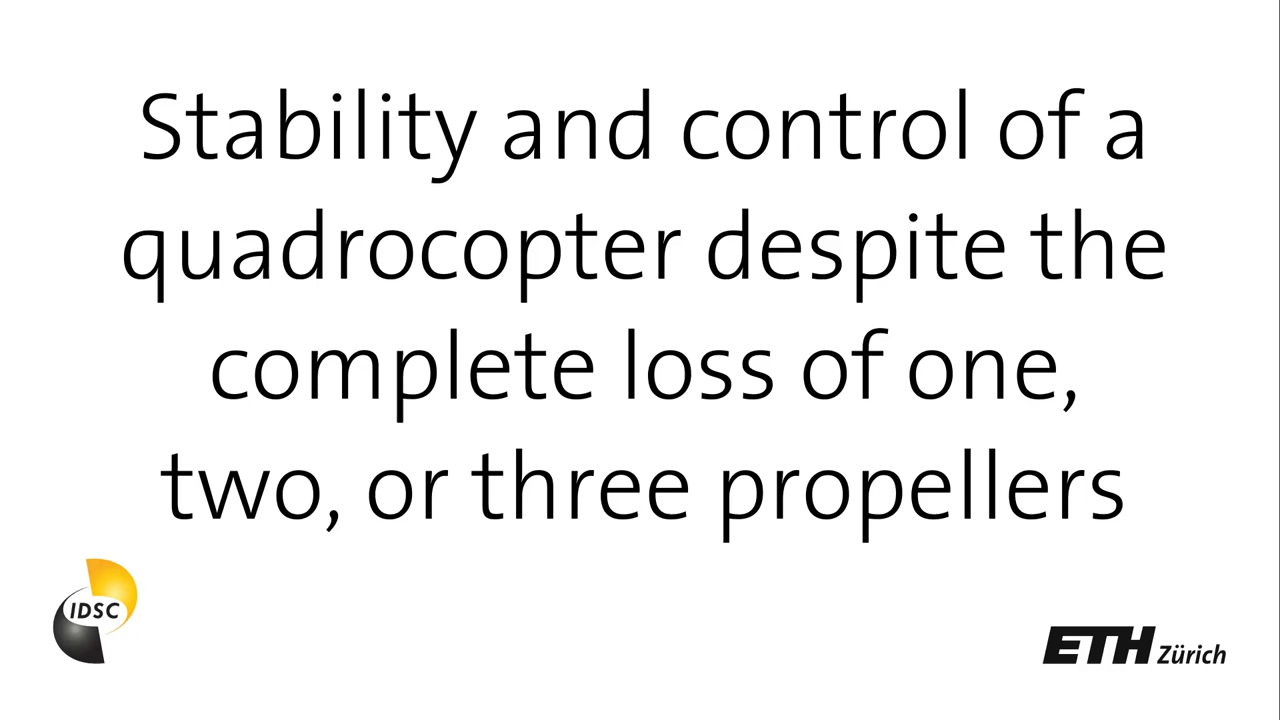 Stability and control of a
quadrocopter despite the
complete loss of one,
two, or three propellers
IDSC
ETH Zürich